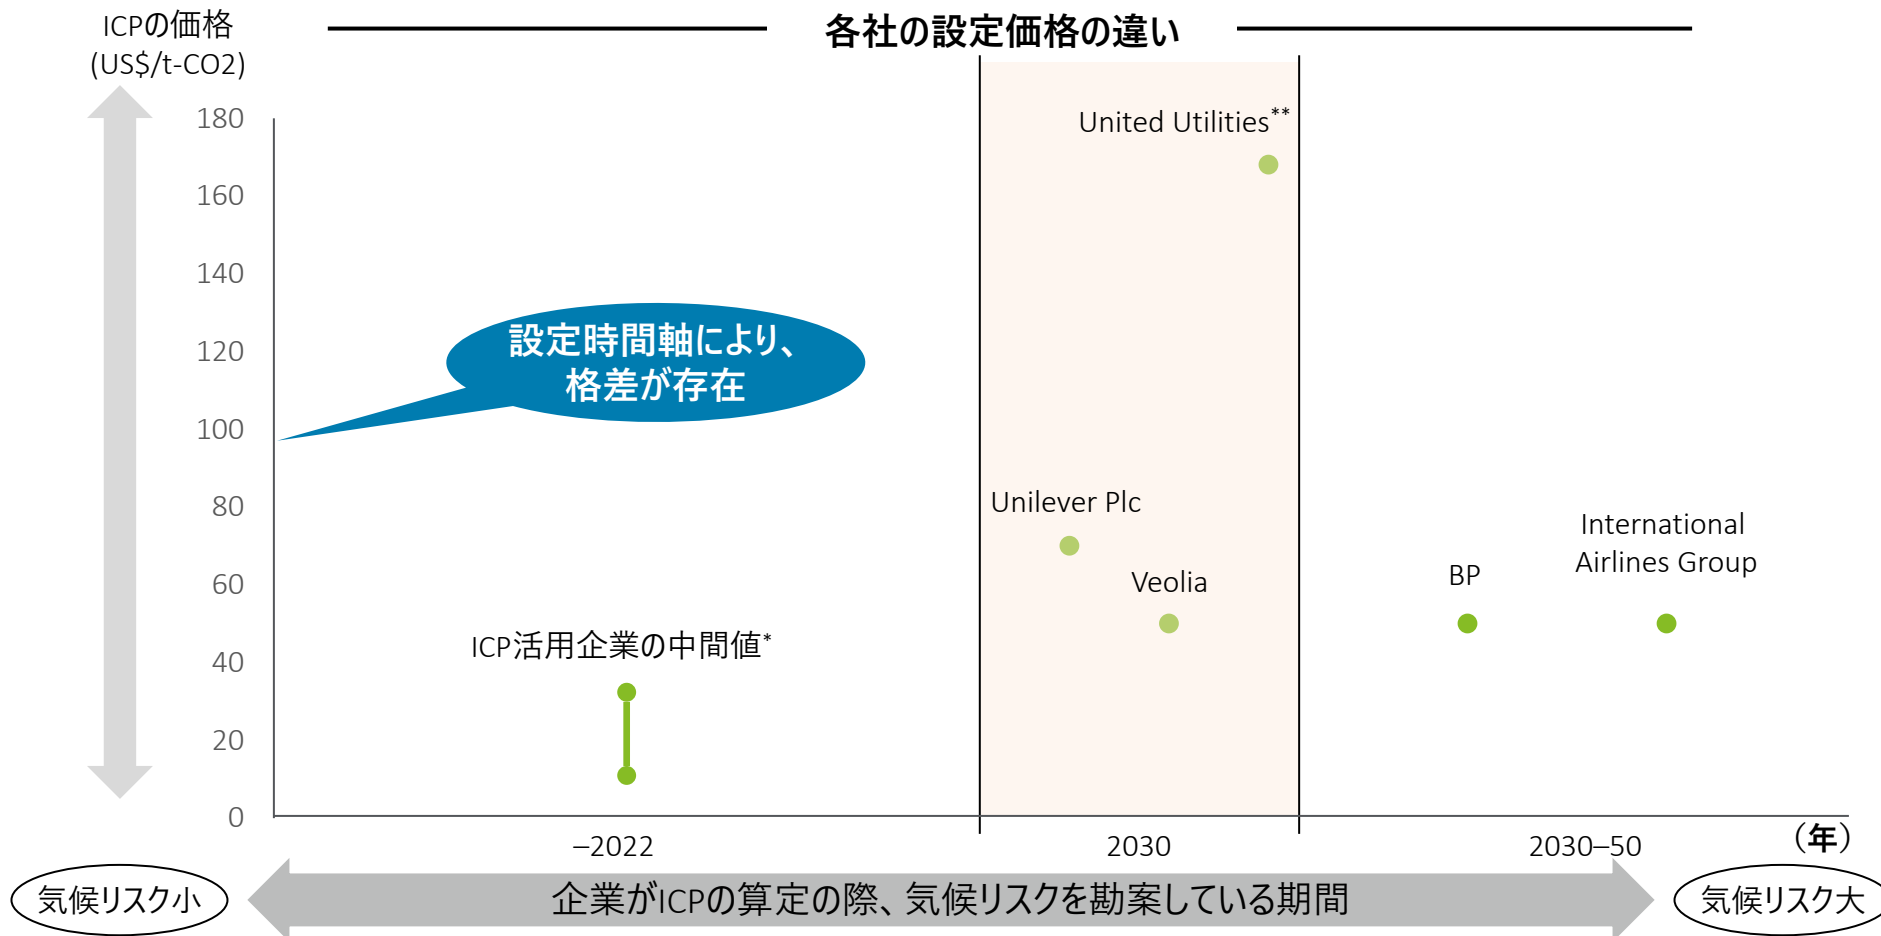 ICPの価格
(US$/t-CO2)
各社の設定価格の違い
180
160
140
120
100
80
60
40
20
0
United Utilities**
設定時間軸により、
格差が存在
Unilever Plc
Veolia
International
Airlines Group
BP
ICP活用企業の中間値*
–2022
2030
2030–50
（年）
気候リスク小
企業がICPの算定の際、気候リスクを勘案している期間
気候リスク大